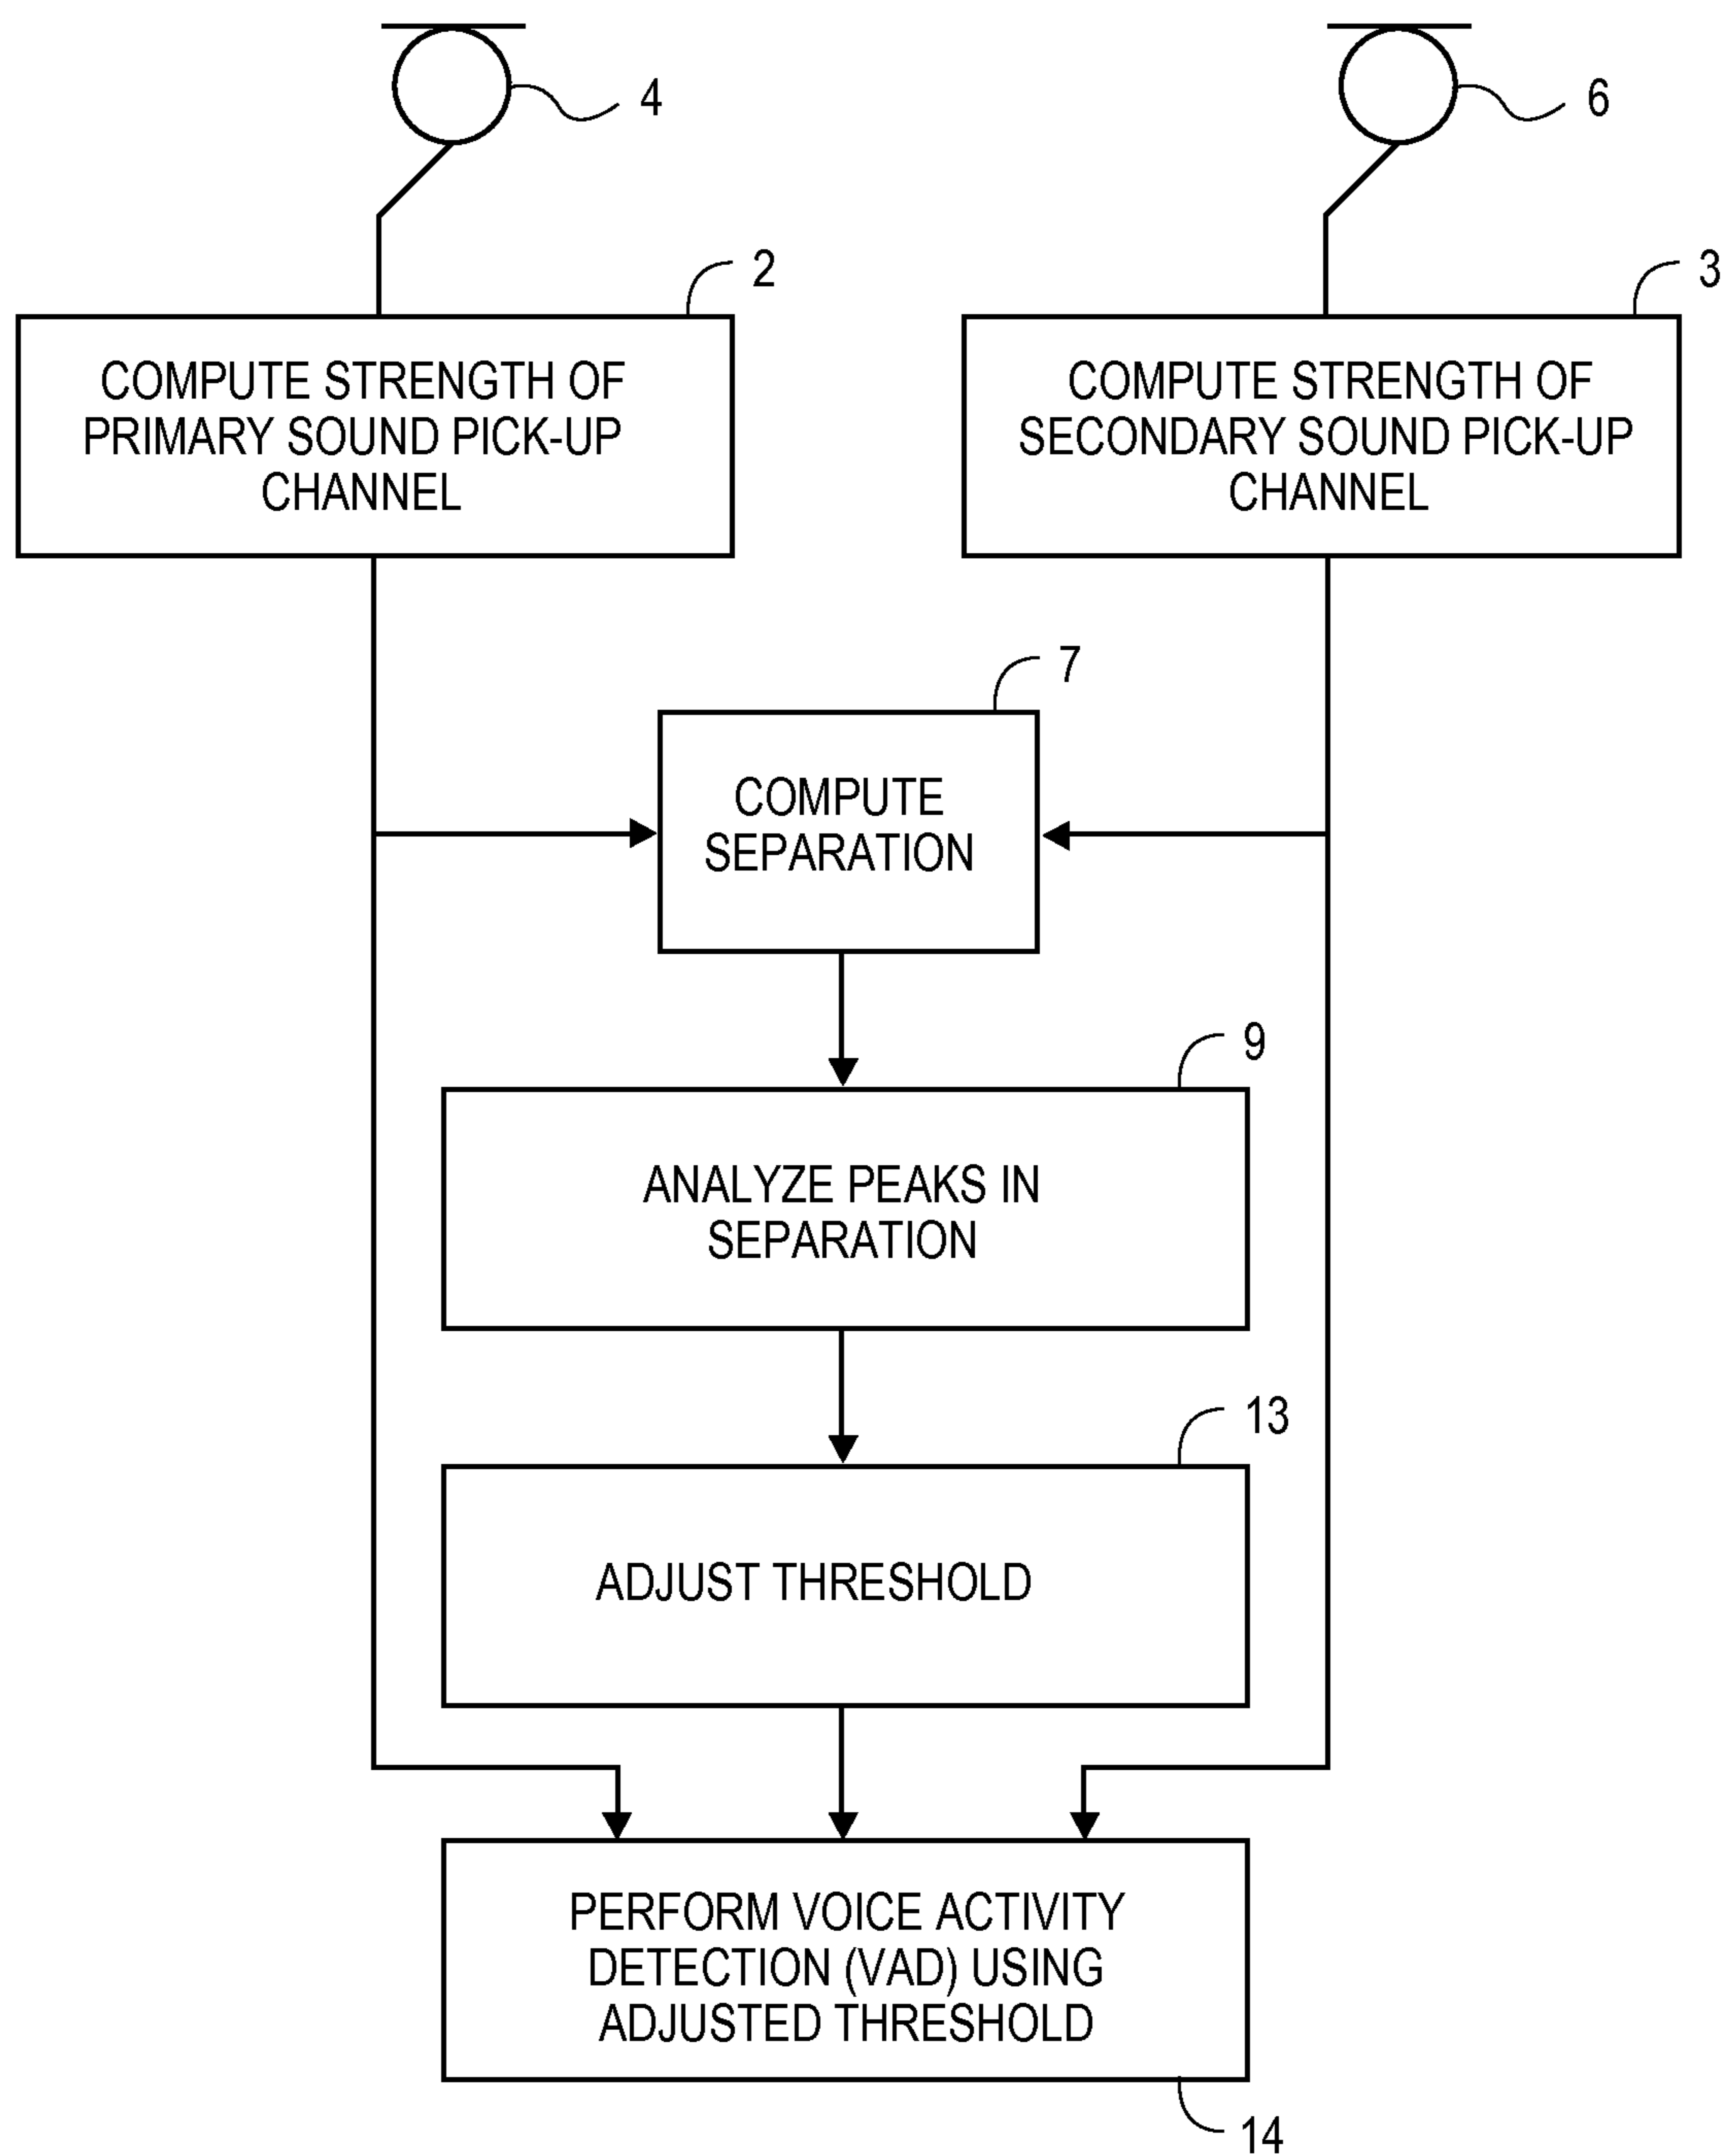 4
6
2
3
COMPUTE STRENGTH OF
PRIMARY SOUND PICK-UP
CHANNEL
COMPUTE STRENGTH OF
SECONDARY SOUND PICK-UP
CHANNEL
7
COMPUTE
SEPARATION
9
ANALYZE PEAKS IN
SEPARATION
13
ADJUST THRESHOLD
PERFORM VOICE ACTIVITY
DETECTION (VAD) USING
ADJUSTED THRESHOLD
14